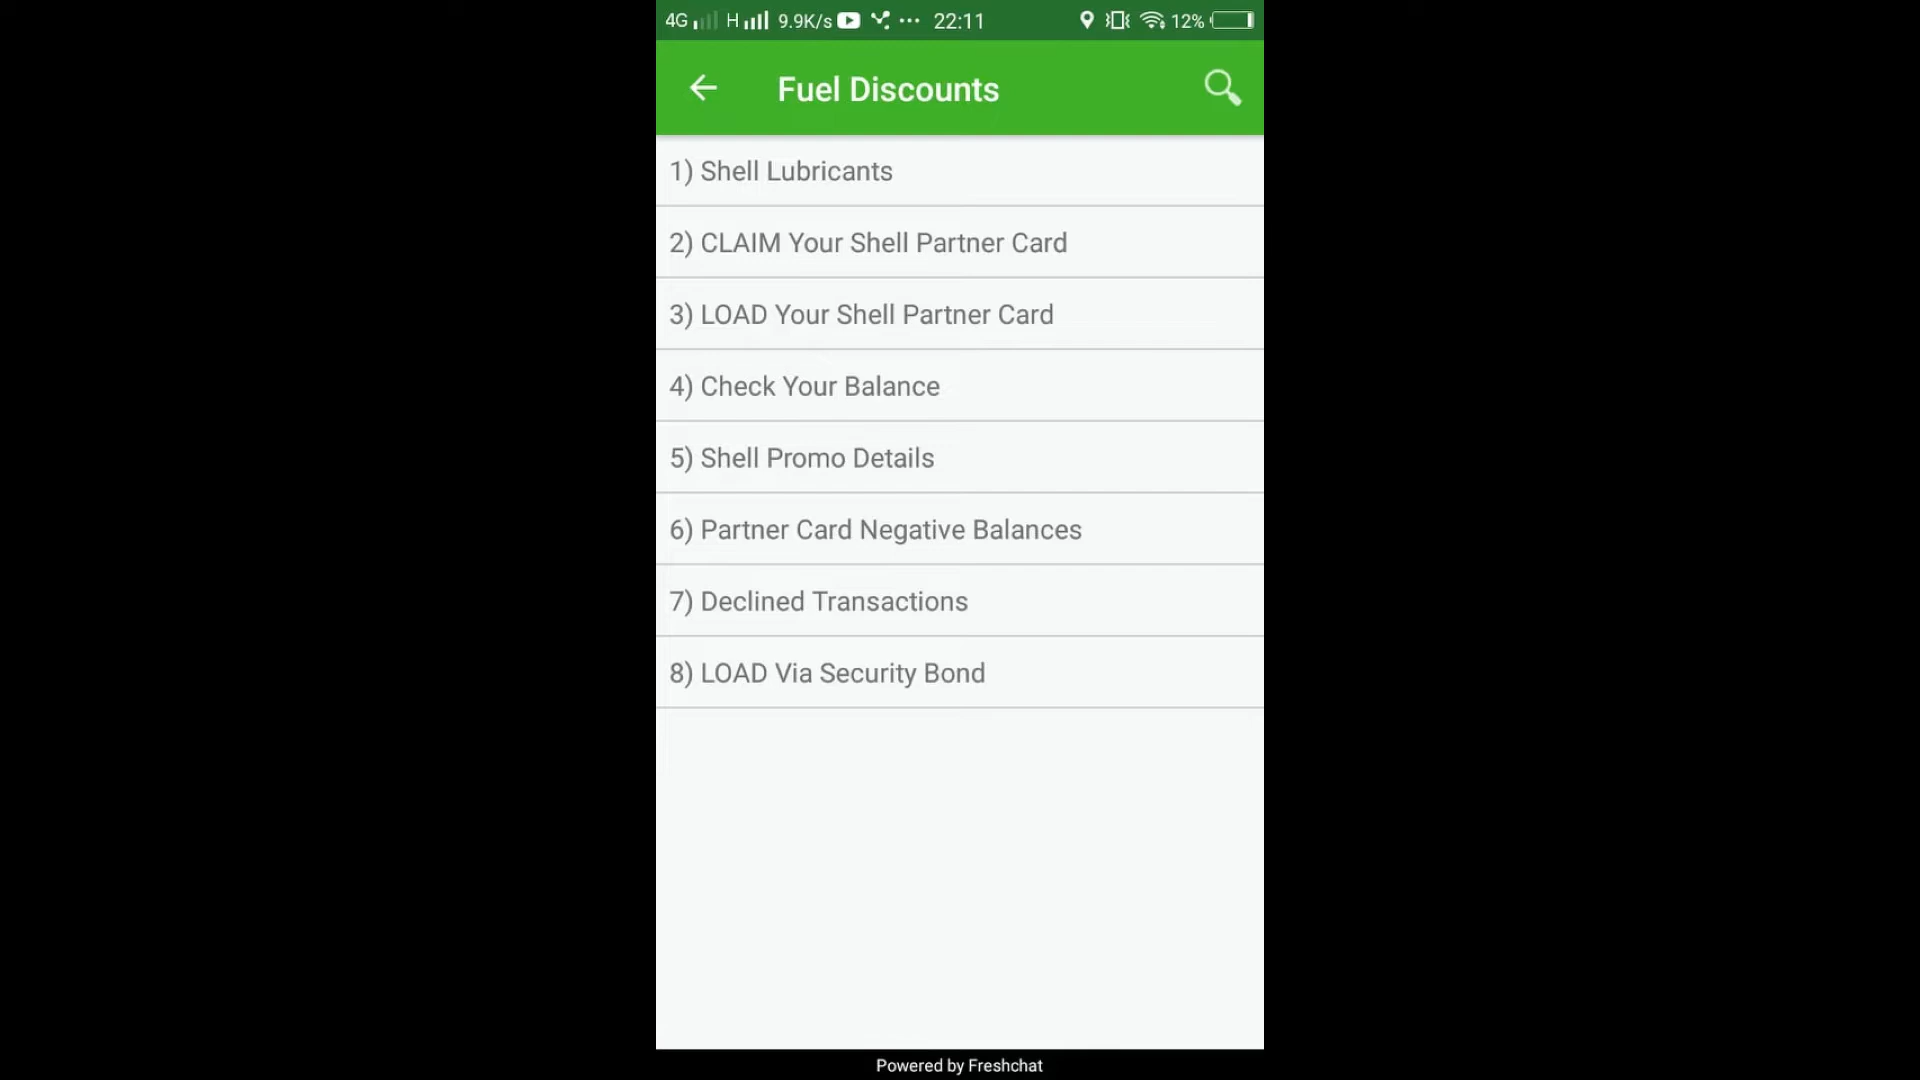 4G H 9.9K/s ... 22:11 12%
Fuel Discounts
1) Shell Lubricants
2) CLAIM Your Shell Partner Card
3) LOAD Your Shell Partner Card
4) Check Your Balance
5) Shell Promo Details
6) Partner Card Negative Balances
7) Declined Transactions
8) LOAD Via Security Bond
Powered by Freshchat